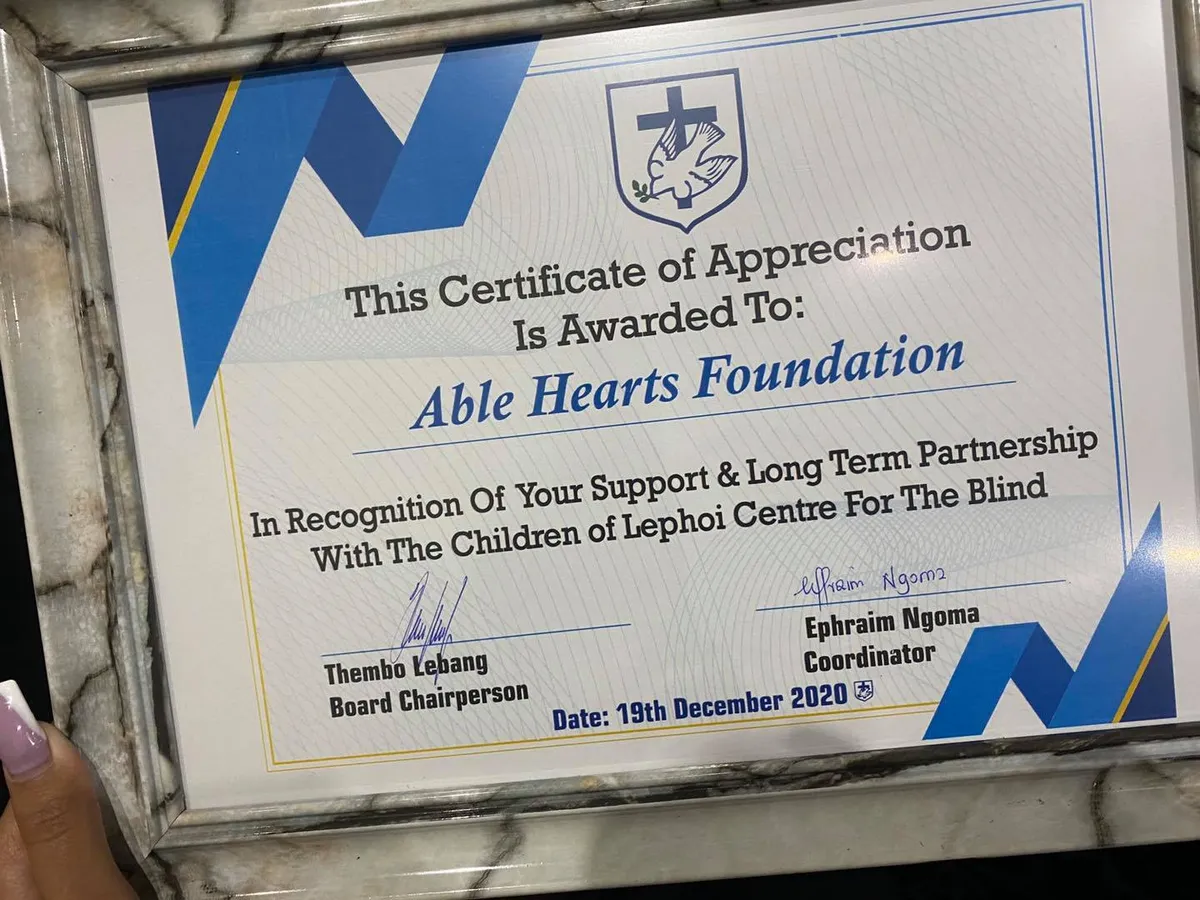 This Certificate of Appreciation
Is Awarded To:
Able Hearts Foundation
In Recognition Of Your Support & Long Term Partnership
With The Children of Lephoi Centre For The Blind
Ephraim Ngoma
Thembo Lebang
Board Chairperson
Ephraim Ngoma
Coordinator
Date: 19th December 2020